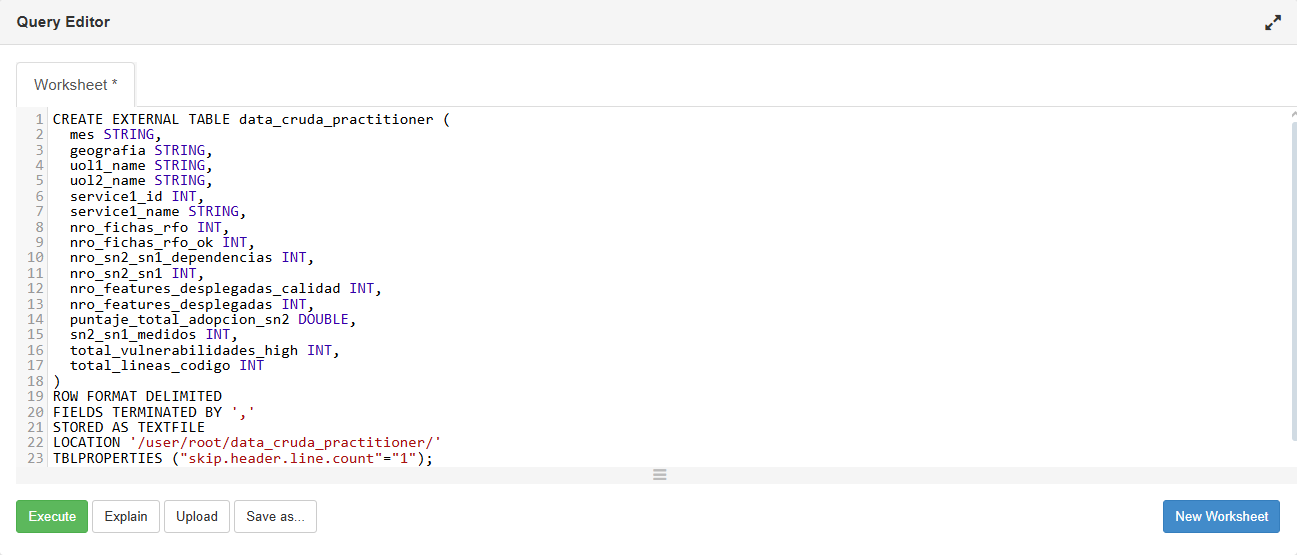 Query Editor
Worksheet *
1 CREATE EXTERNAL TABLE data_cruda_practitioner (
2 mes STRING,
3 geografia STRING,
4 uol1_name STRING,
5 uol2_name STRING,
6 service1_id INT,
7 service1_name STRING,
8 nro_fichas_rfo INT,
9 nro_fichas_rfo_ok INT,
10 nro_sn2_sn1_dependencias INT,
11 nro_sn2_sn1 INT,
12 nro_features_desplegadas_calidad INT,
13 nro_features_desplegadas INT,
14 puntaje_total_adopcion_sn2 DOUBLE,
15 sn2_sn1_medidos INT,
16 total_vulnerabilidades_high INT,
17 total_lineas_codigo INT
18 )
19 ROW FORMAT DELIMITED
20 FIELDS TERMINATED BY ','
21 STORED AS TEXTFILE
22 LOCATION '/user/root/data_cruda_practitioner/'
23 TBLPROPERTIES ("skip.header.line.count"="1");
Execute Explain Upload Save as... New Worksheet